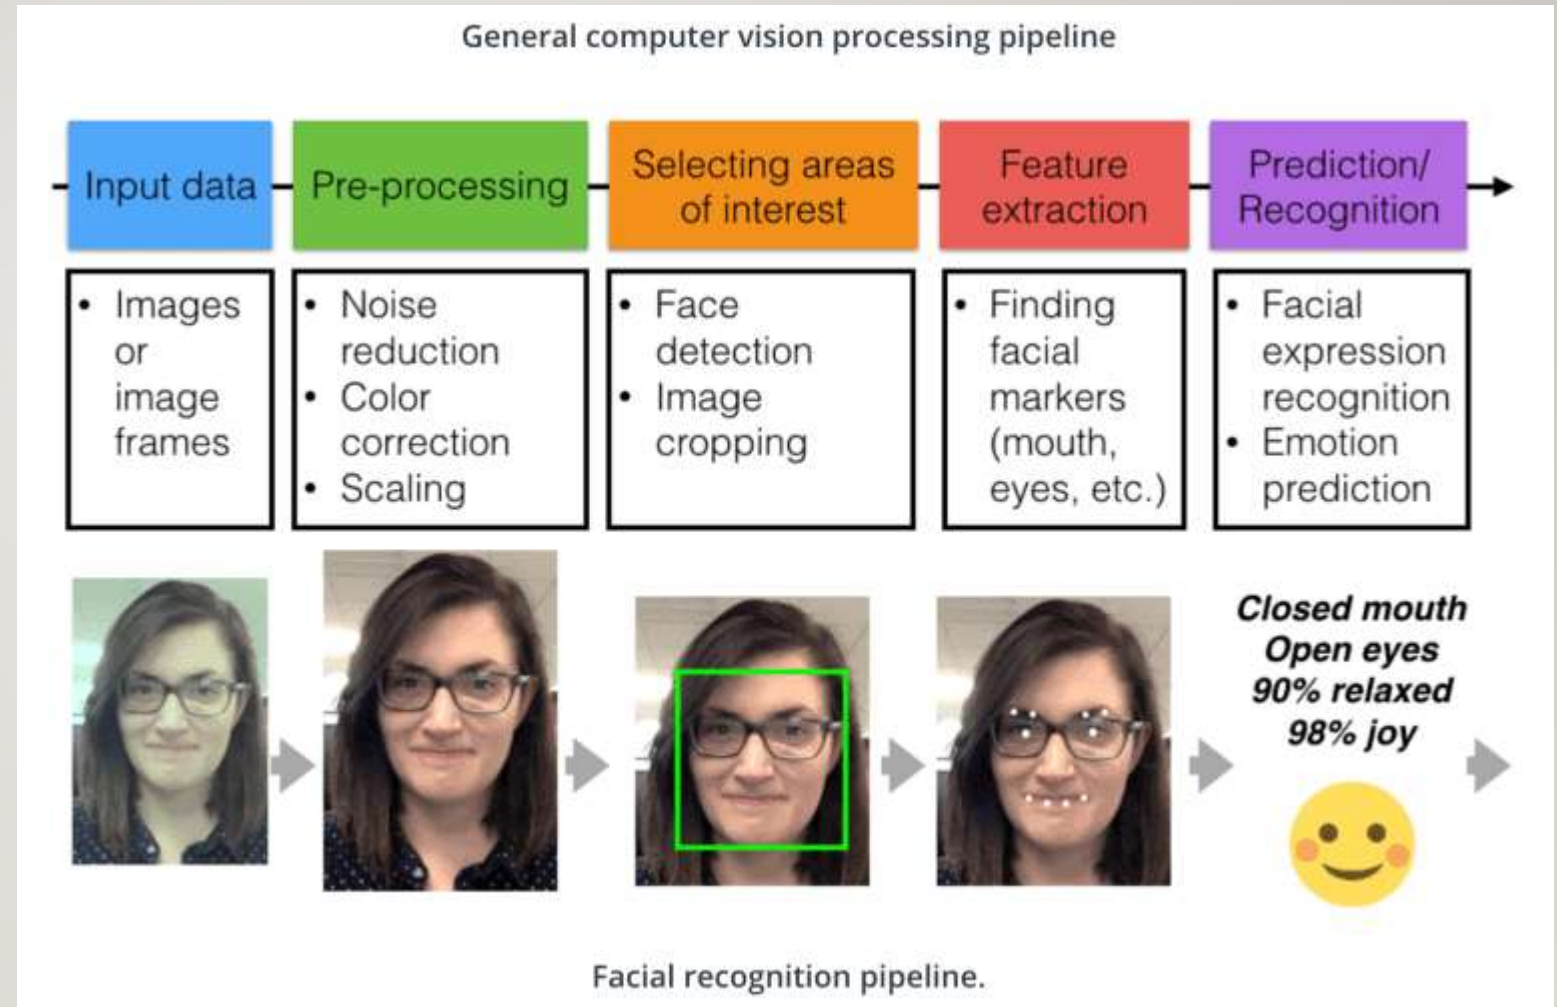 General computer vision processing pipeline
Input data
Pre-processing
Selecting areas
of interest
Feature
extraction
Prediction/
Recognition
• Images
or
image
frames
• Noise
reduction
• Color
correction
• Scaling
• Face
detection
• Image
cropping
• Finding
facial
markers
(mouth,
eyes, etc.)
• Facial
expression
recognition
• Emotion
prediction
Closed mouth
Open eyes
90% relaxed
98% joy
Facial recognition pipeline.